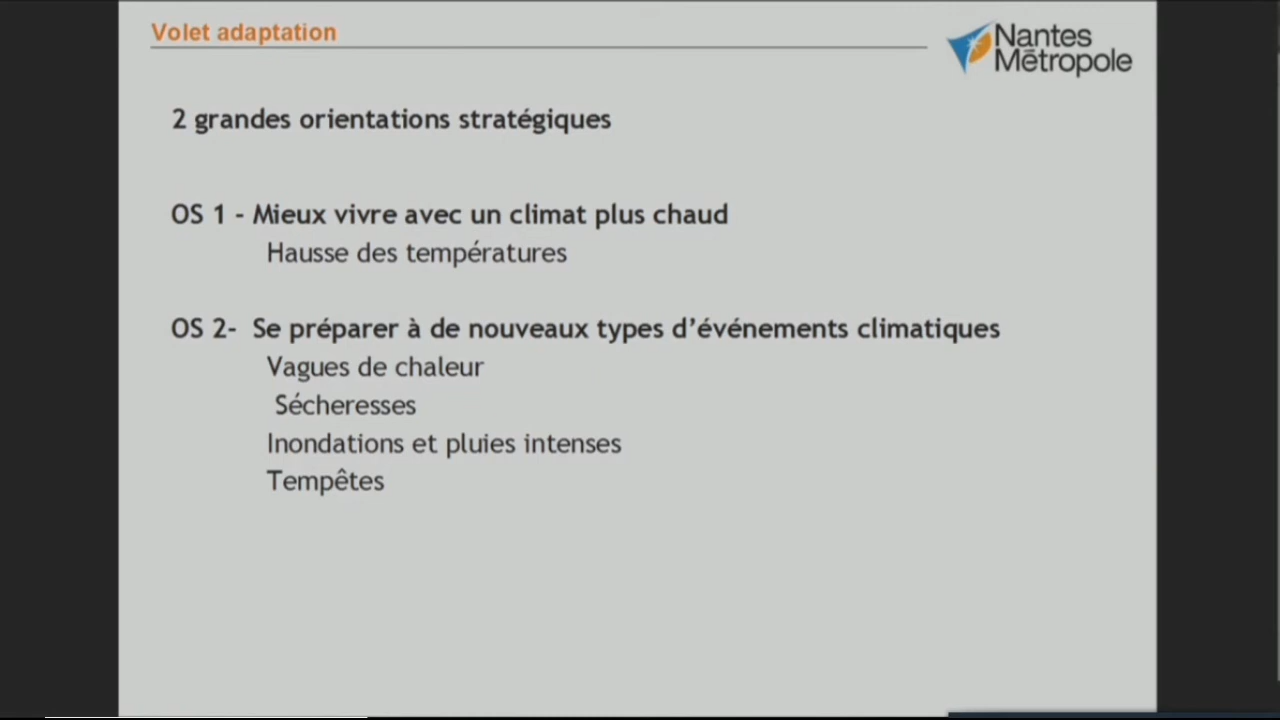 Volet adaptation
Nantes
Métropole
2 grandes orientations stratégiques
OS 1 - Mieux vivre avec un climat plus chaud
Hausse des températures
OS 2- Se préparer à de nouveaux types d’événements climatiques
Vagues de chaleur
Sécheresses
Inondations et pluies intenses
Tempêtes